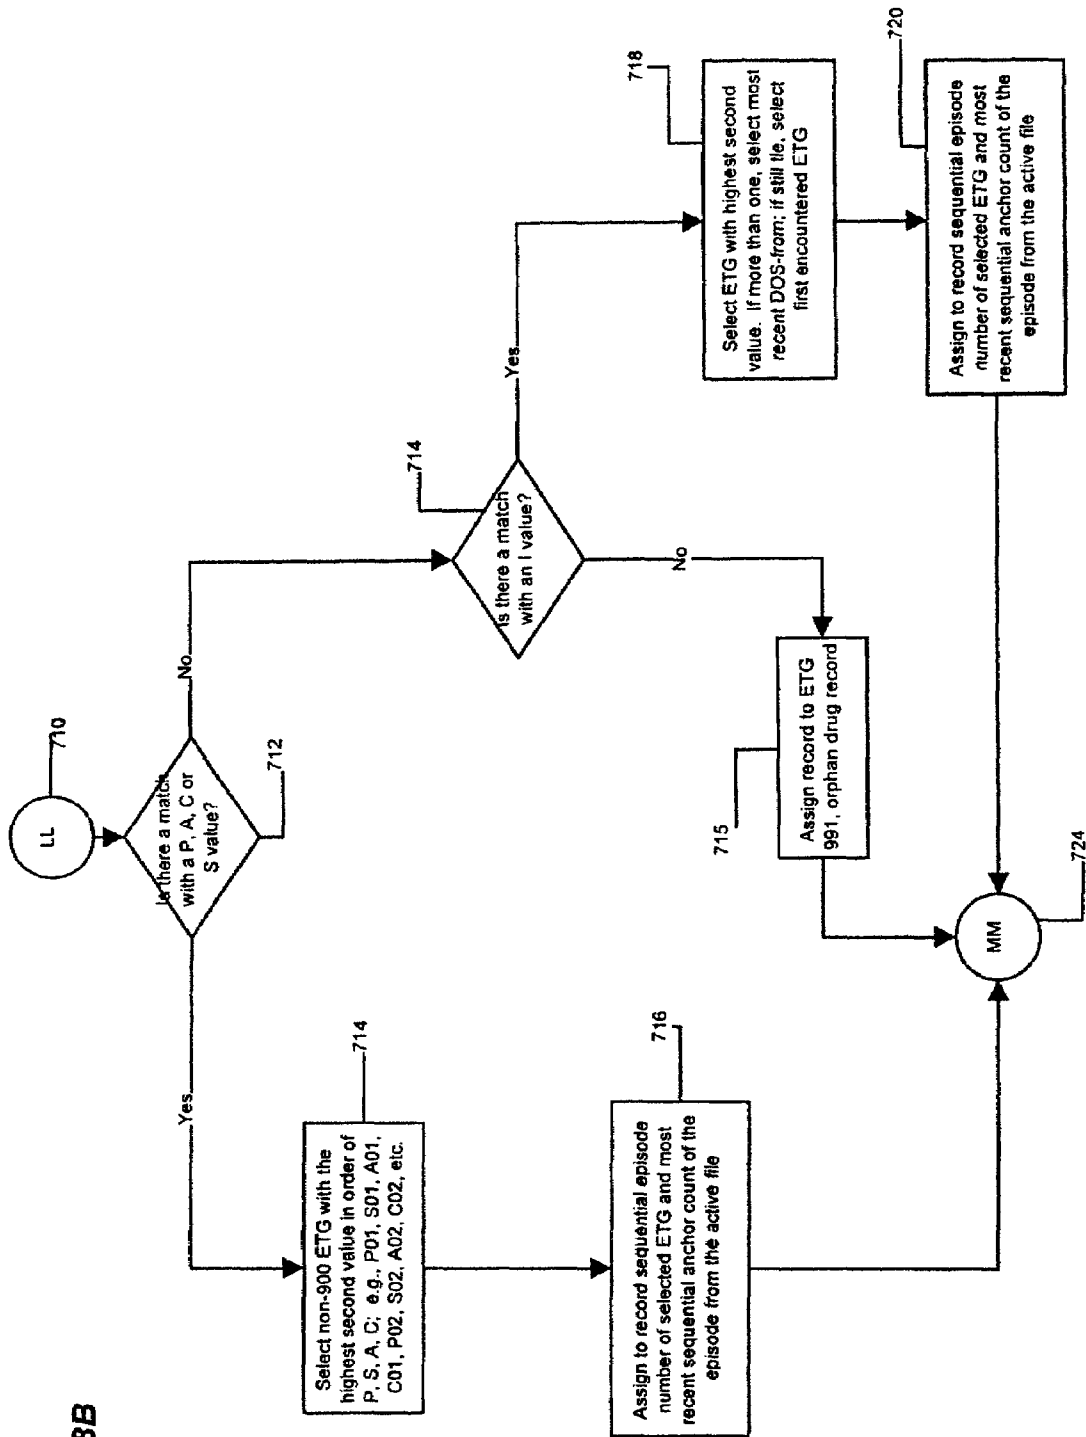 8B
LL
710
Is there a match
with a P, A, C or
S value?
712
Yes
No
Select non-900 ETG with the
highest second value in order of
P, S, A, C; e.g., P01, S01, A01,
C01, P02, S02, A02, C02, etc.
714
Assign to record sequential episode
number of selected ETG and most
recent sequential anchor count of the
episode from the active file
716
Is there a match
with an I value?
714
No
Yes
Assign record to ETG
991, orphan drug record
715
Select ETG with highest second
value. If more than one, select most
recent DOS-from; if still tie, select
first encountered ETG
718
Assign to record sequential episode
number of selected ETG and most
recent sequential anchor count of the
episode from the active file
720
MM
724